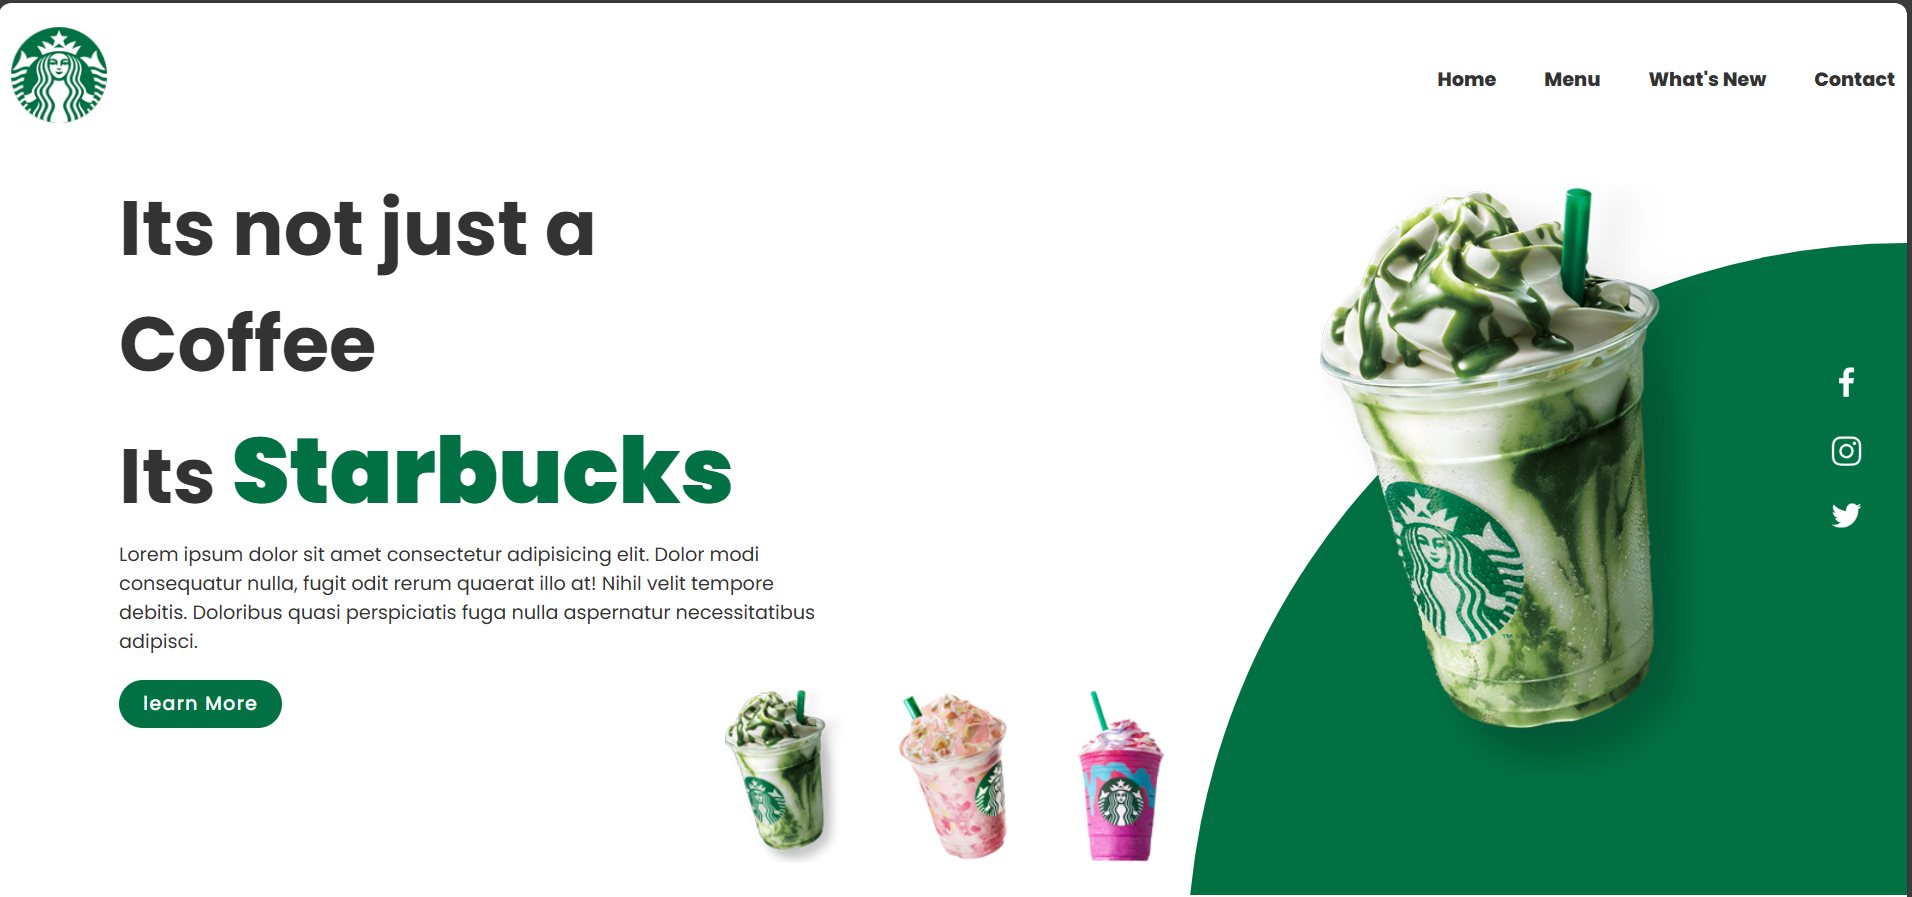 Home Menu What's New Contact
Its not just a
Coffee
Its Starbucks
Lorem ipsum dolor sit amet consectetur adipisicing elit. Dolor modi
consequatur nulla, fugit odit rerum quaerat illo at! Nihil velit tempore
debitis. Doloribus quasi perspiciatis fuga nulla aspernatur necessitatibus
adipisci.
learn More